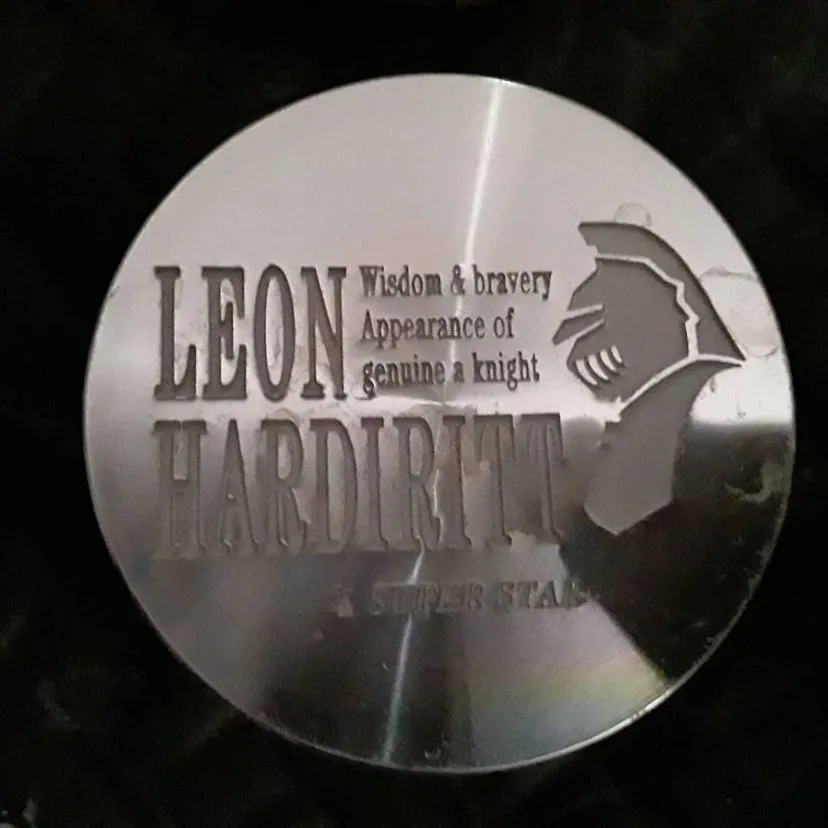 LEON
Wisdom & bravery
Appearance of
genuine a knight
HARDIRITT
A SUPER STAR